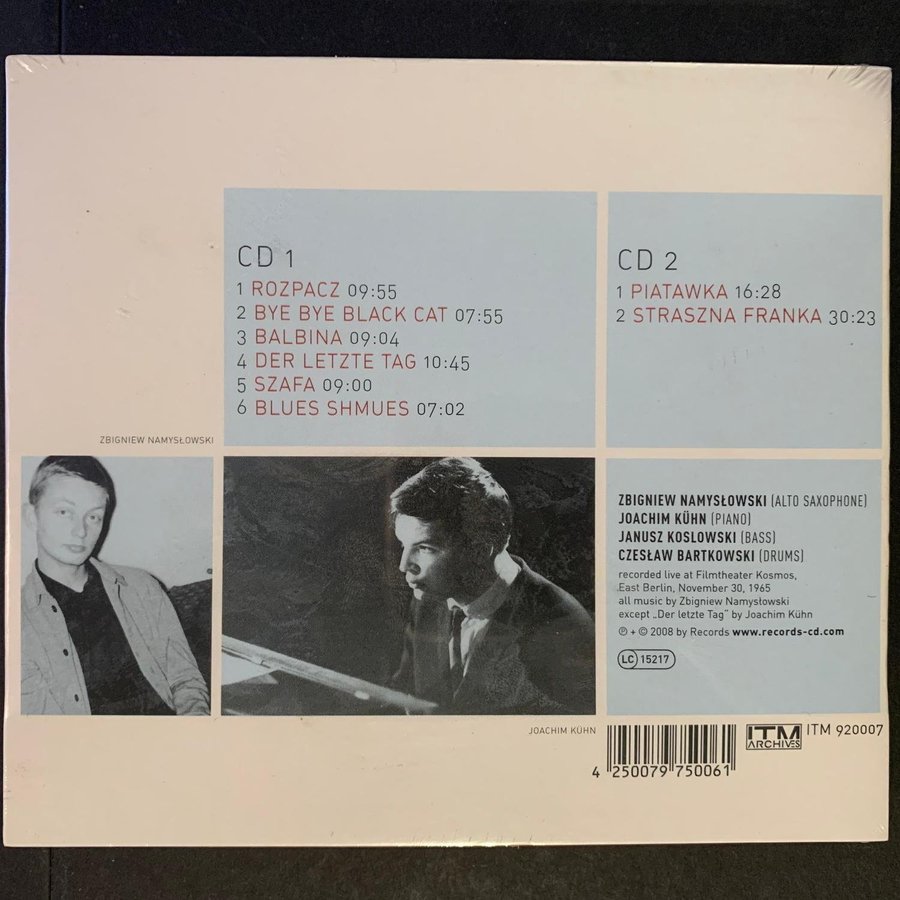 CD 1
1 ROZPACZ 09:55
2 BYE BYE BLACK CAT 07:55
3 BALBINA 09:04
4 DER LETZTE TAG 10:45
5 SZAFA 09:00
6 BLUES SHMUES 07:02
CD 2
1 PIATAWKA 16:28
2 STRASZNA FRANKA 30:23
ZBIGNIEW NAMYSŁOWSKI
ZBIGNIEW NAMYSŁOWSKI (ALTO SAXOPHONE)
JOACHIM KÜHN (PIANO)
JANUSZ KOSLOWSKI (BASS)
CZESŁAW BARTKOWSKI (DRUMS)
recorded live at Filmtheater Kosmos,
East Berlin, November 30, 1965
all music by Zbigniew Namysłowski
except „Der letzte Tag" by Joachim Kühn
℗ + © 2008 by Records www.records-cd.com
LC 15217
JOACHIM KÜHN
ITM ARCHIVES ITM 920007
4 250079 750061